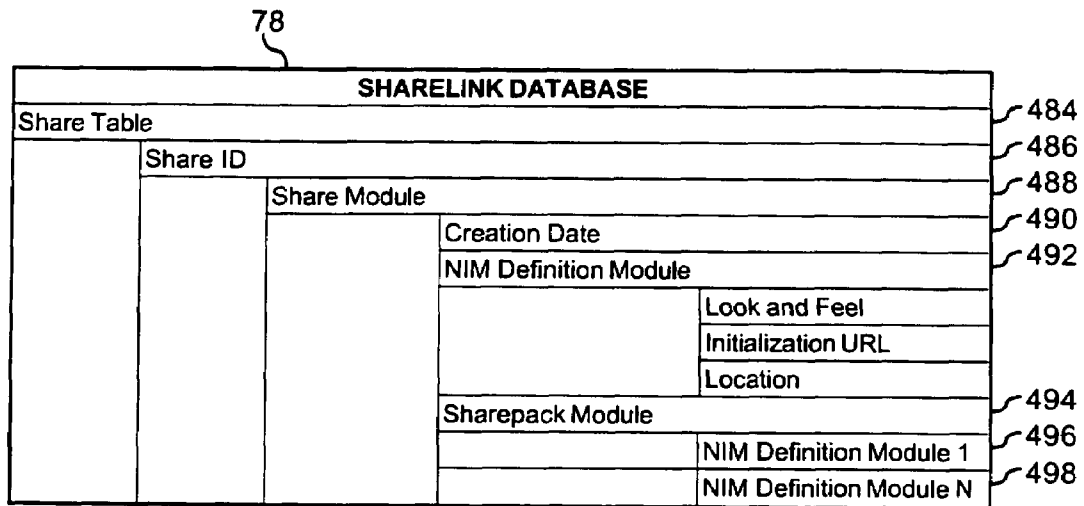 78
SHARELINK DATABASE
Share Table 484
Share ID 486
Share Module 488
Creation Date 490
NIM Definition Module 492
Look and Feel
Initialization URL
Location
Sharepack Module 494
NIM Definition Module 1 496
NIM Definition Module N 498